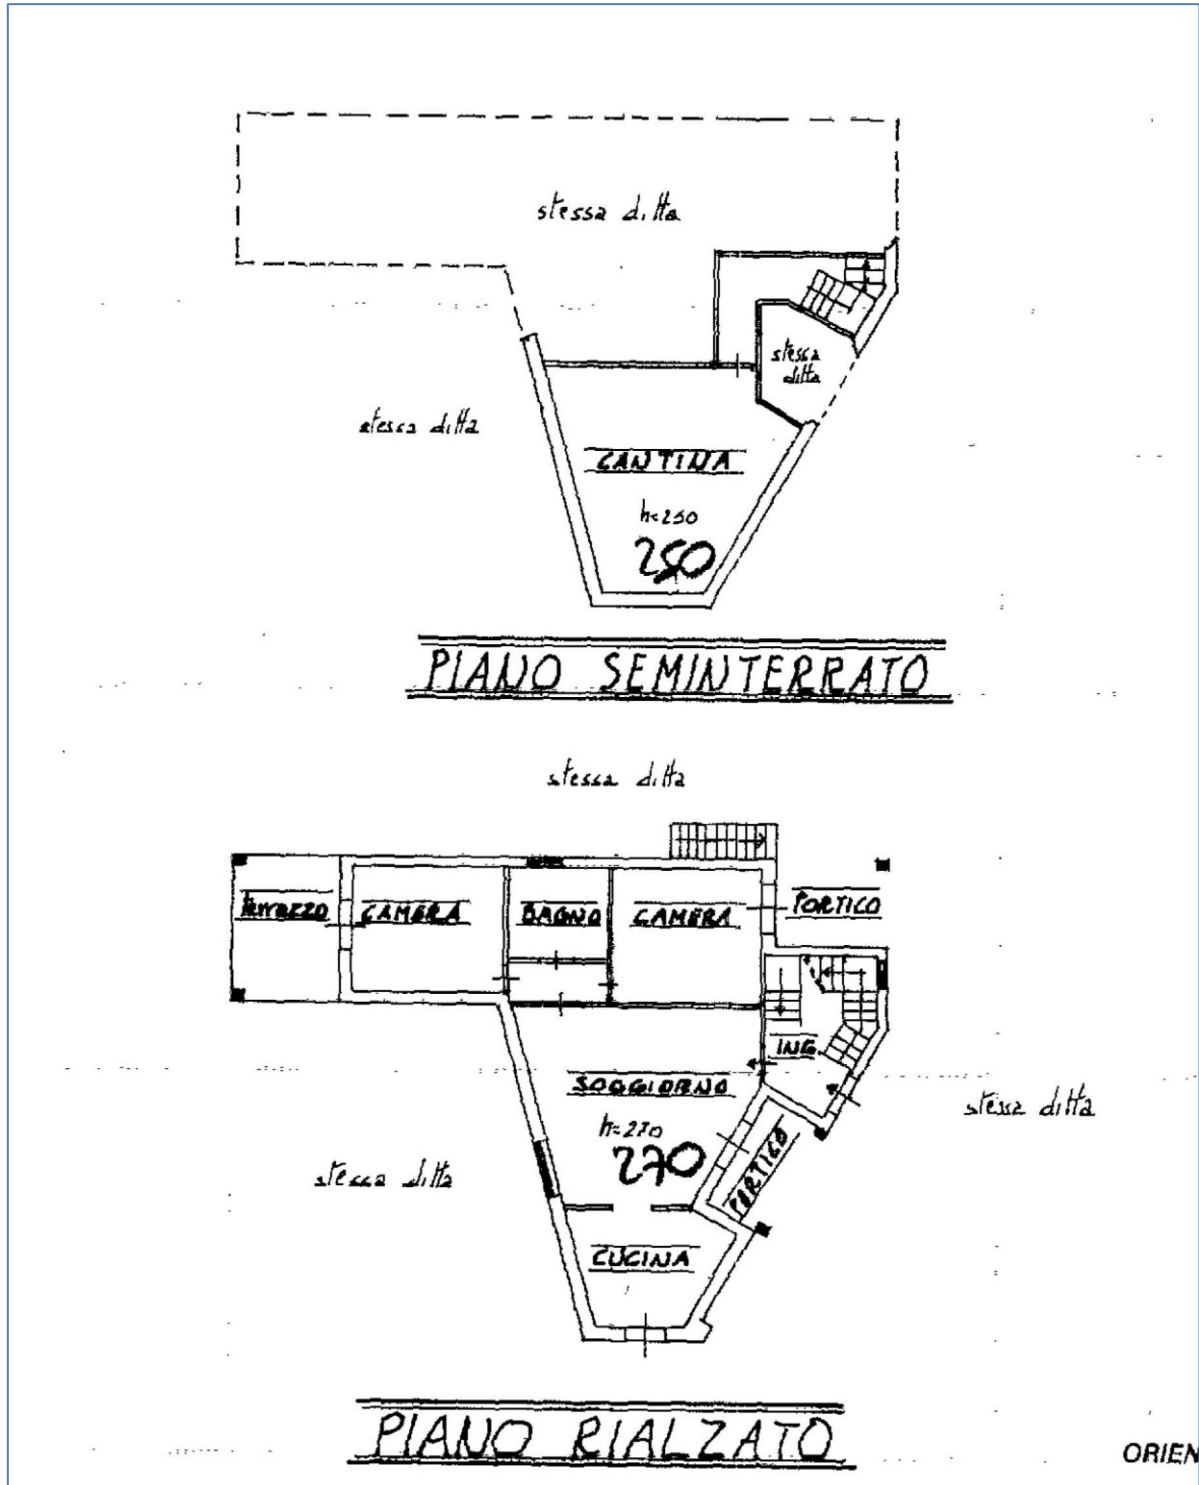 stessa ditta
stessa ditta
stessa ditta
CANTINA
h=250
250
PIANO SEMINTERRATO
stessa ditta
terrazzo CAMERA BAGNO CAMERA PORTICO
ING.
SOGGIORNO
stessa ditta
h=270
270
PORTICO
stessa ditta
CUCINA
PIANO RIALZATO
ORIEN